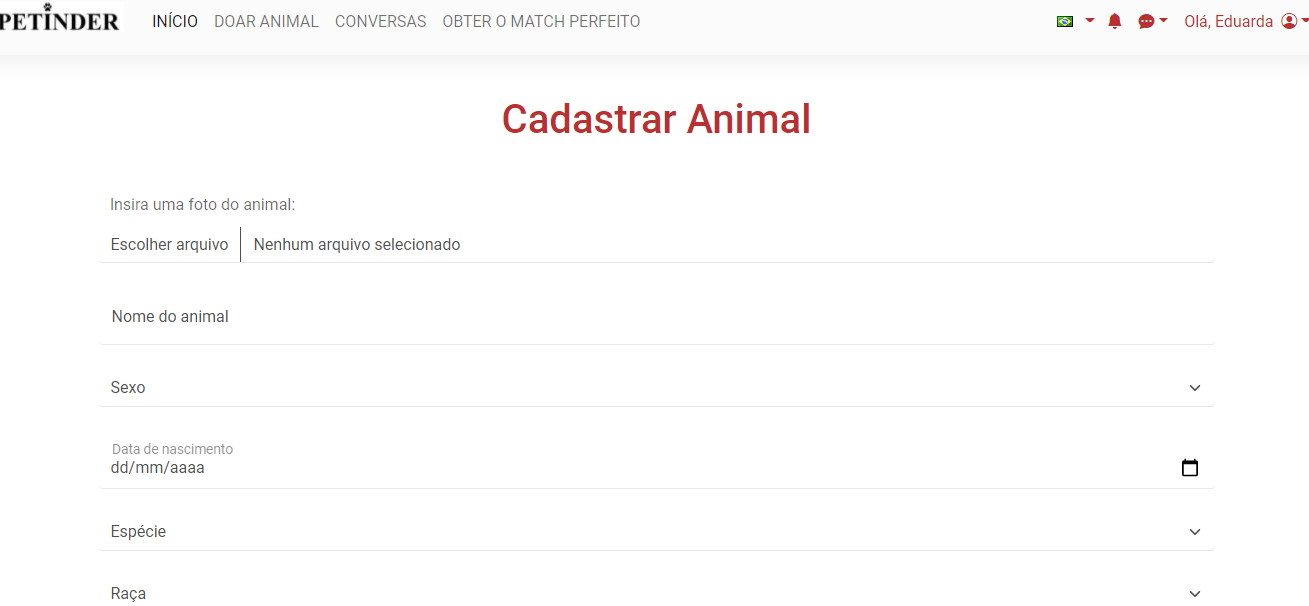 PETINDER INÍCIO DOAR ANIMAL CONVERSAS OBTER O MATCH PERFEITO Olá, Eduarda
Cadastrar Animal
Insira uma foto do animal:
Escolher arquivo Nenhum arquivo selecionado
Nome do animal
Sexo
Data de nascimento
dd/mm/aaaa
Espécie
Raça